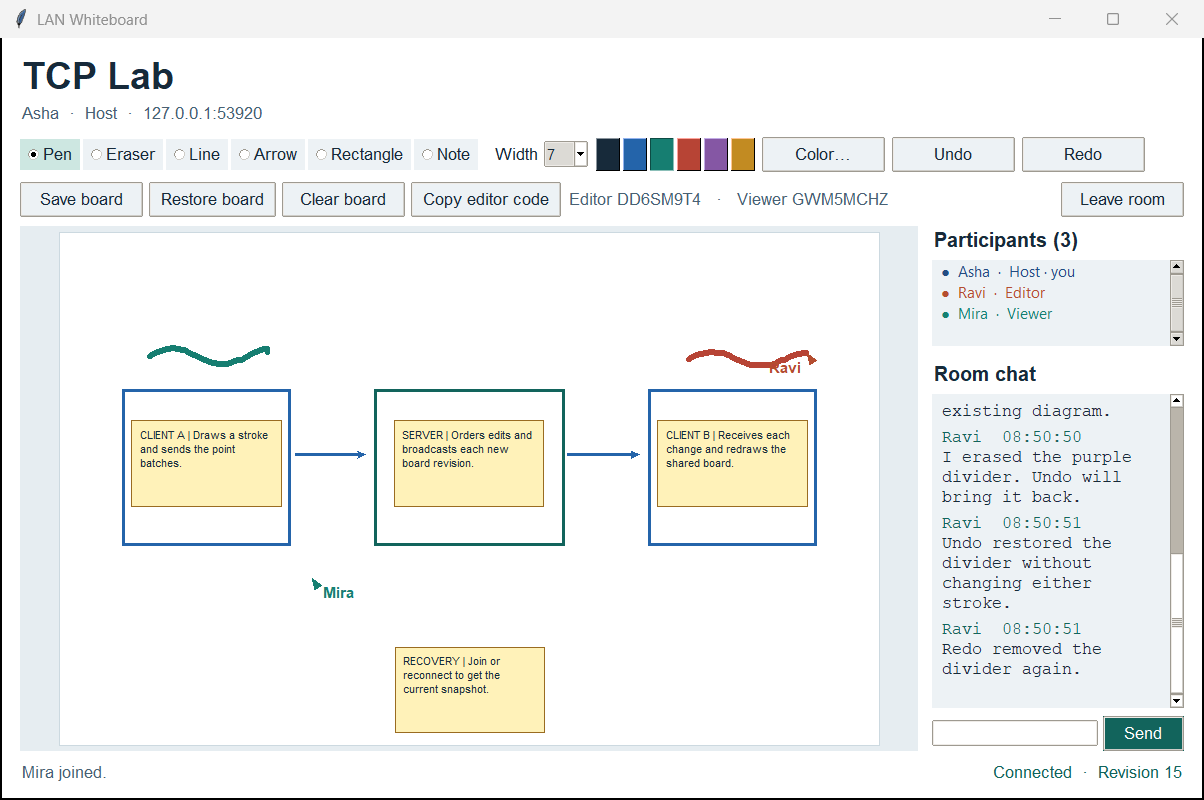 LAN Whiteboard
TCP Lab
Asha · Host · 127.0.0.1:53920
Pen Eraser Line Arrow Rectangle Note Width 7 Color... Undo Redo
Save board Restore board Clear board Copy editor code Editor DD6SM9T4 · Viewer GWM5MCHZ Leave room
Participants (3)
Asha · Host · you
Ravi · Editor
Mira · Viewer
Ravi
CLIENT A | Draws a stroke
and sends the point
batches.
SERVER | Orders edits and
broadcasts each new
board revision.
CLIENT B | Receives each
change and redraws the
shared board.
Mira
RECOVERY | Join or
reconnect to get the
current snapshot.
Room chat
existing diagram.
Ravi 08:50:50
I erased the purple
divider. Undo will
bring it back.
Ravi 08:50:51
Undo restored the
divider without
changing either
stroke.
Ravi 08:50:51
Redo removed the
divider again.
Send
Mira joined.
Connected · Revision 15